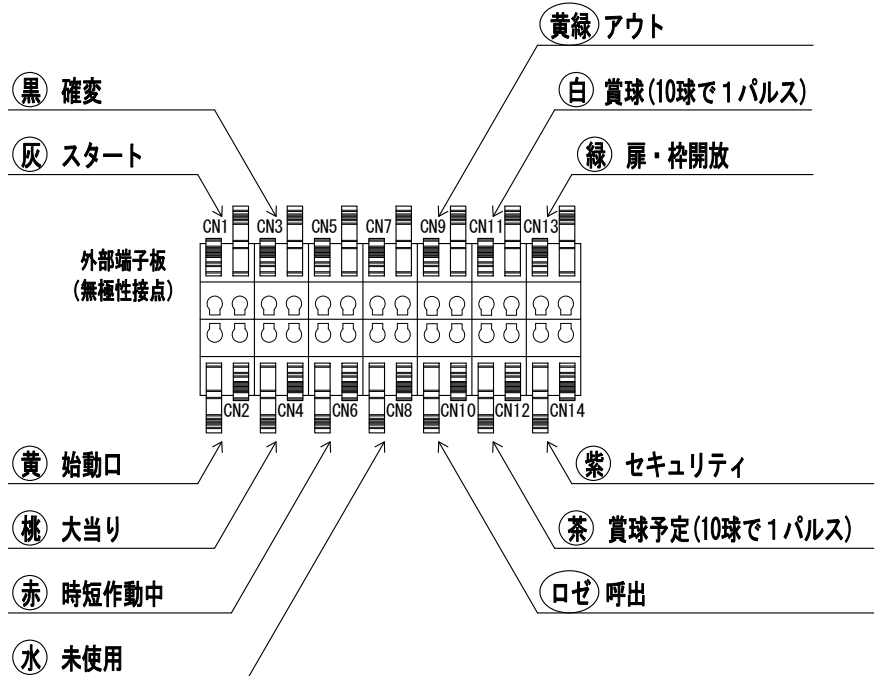 黄緑 アウト
黒 確変
白 賞球(10球で1パルス)
灰 スタート
緑 扉・枠開放
CN1 CN3 CN5 CN7 CN9 CN11 CN13
外部端子板
(無極性接点)
CN2 CN4 CN6 CN8 CN10 CN12 CN14
黄 始動口
紫 セキュリティ
桃 大当り
茶 賞球予定(10球で1パルス)
赤 時短作動中
ロゼ 呼出
水 未使用